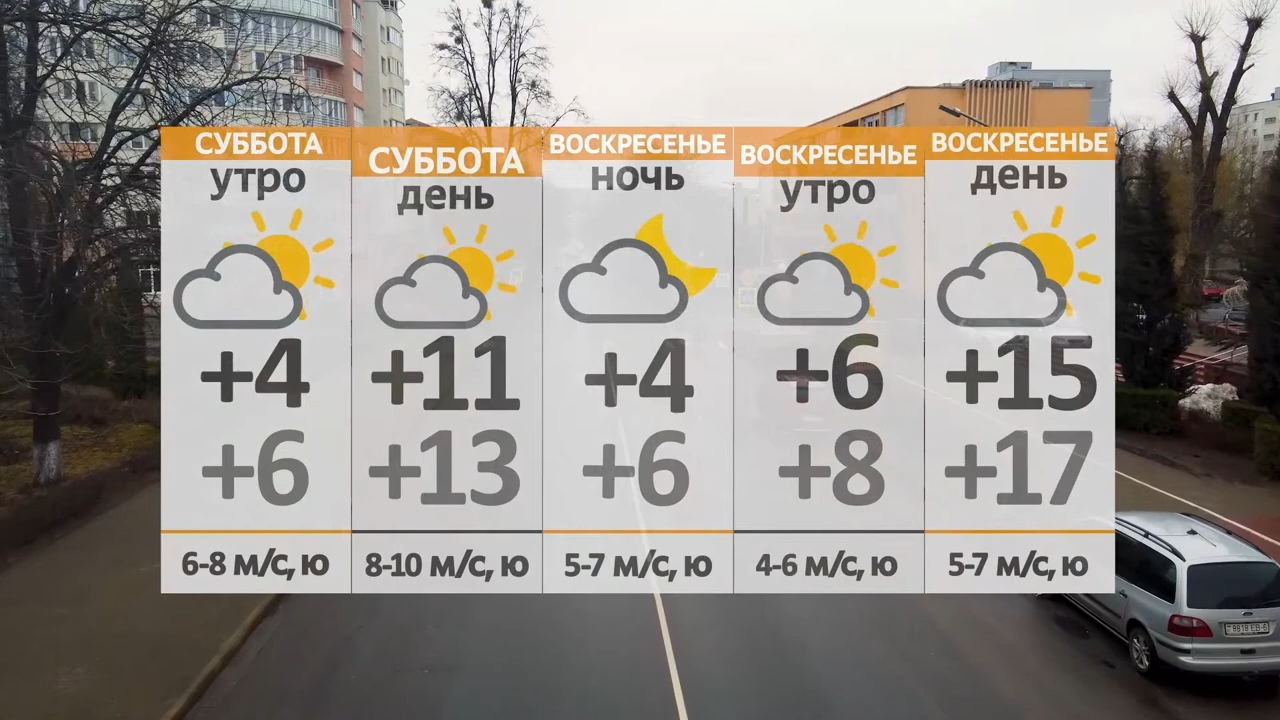 СУББОТА
утро
+4
+6
6-8 м/с, ю
СУББОТА
день
+11
+13
8-10 м/с, ю
ВОСКРЕСЕНЬЕ
ночь
+4
+6
5-7 м/с, ю
ВОСКРЕСЕНЬЕ
утро
+6
+8
4-6 м/с, ю
ВОСКРЕСЕНЬЕ
день
+15
+17
5-7 м/с, ю